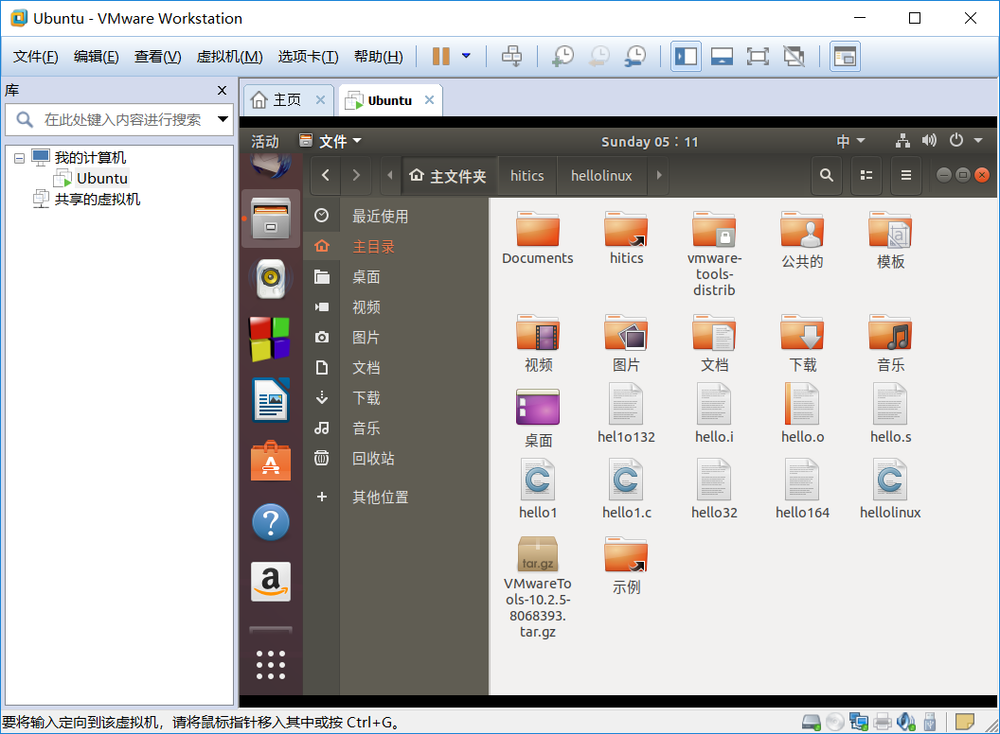 Ubuntu - VMware Workstation
文件(F) 编辑(E) 查看(V) 虚拟机(M) 选项卡(T) 帮助(H)
库
在此处键入内容进行搜索
我的计算机
Ubuntu
共享的虚拟机
主页 Ubuntu
活动 文件 Sunday 05：11 中
主文件夹 hitics hellolinux
最近使用
主目录
桌面
视频
图片
文档
下载
音乐
回收站
其他位置
Documents hitics vmware-
tools-
distrib 公共的 模板
视频 图片 文档 下载 音乐
桌面 hel1o132 hello.i hello.o hello.s
hello1 hello1.c hello32 hello164 hellolinux
tar.gz
VMwareTo
ols-10.2.5-
8068393.
tar.gz 示例
要将输入定向到该虚拟机，请将鼠标指针移入其中或按 Ctrl+G。